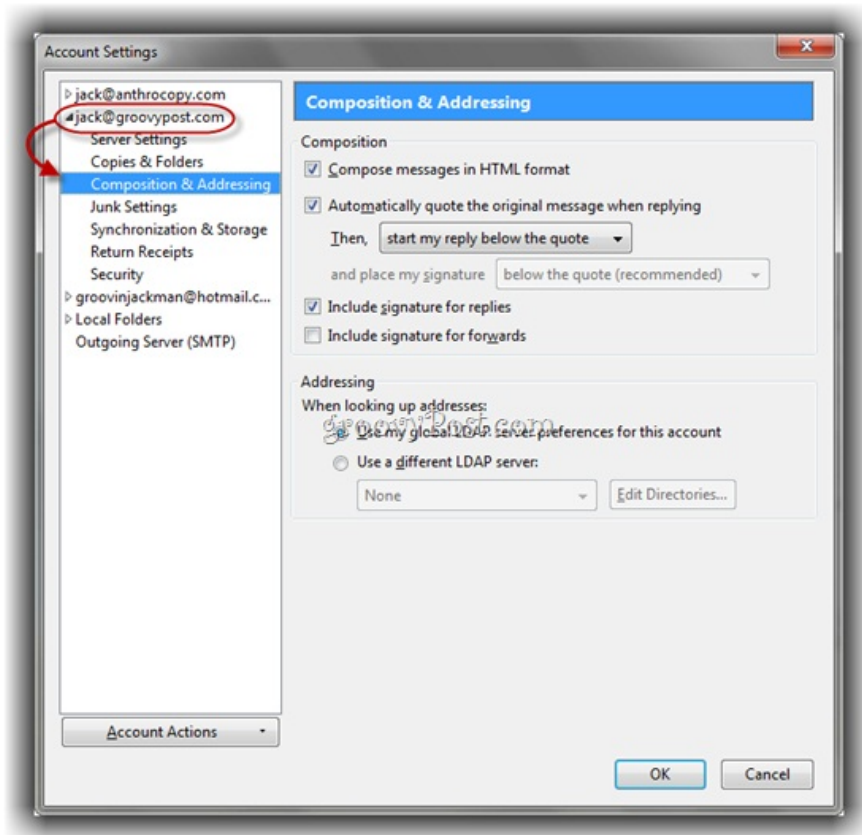 Account Settings
jack@anthrocopy.com
jack@groovypost.com
Server Settings
Copies & Folders
Composition & Addressing
Junk Settings
Synchronization & Storage
Return Receipts
Security
groovinjackman@hotmail.c...
Local Folders
Outgoing Server (SMTP)
Account Actions
Composition & Addressing
Composition
Compose messages in HTML format
Automatically quote the original message when replying
Then, start my reply below the quote
and place my signature below the quote (recommended)
Include signature for replies
Include signature for forwards
Addressing
When looking up addresses:
groovyPost.com
Use my global LDAP server preferences for this account
Use a different LDAP server:
None Edit Directories...
OK Cancel